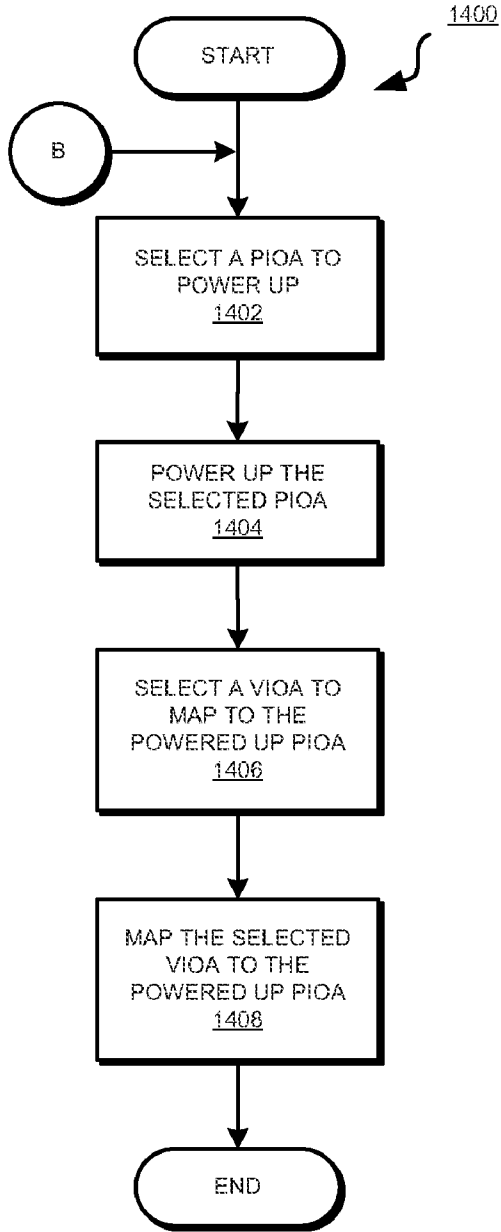 1400
START
B
SELECT A PIOA TO
POWER UP
1402
POWER UP THE
SELECTED PIOA
1404
SELECT A VIOA TO
MAP TO THE
POWERED UP PIOA
1406
MAP THE SELECTED
VIOA TO THE
POWERED UP PIOA
1408
END